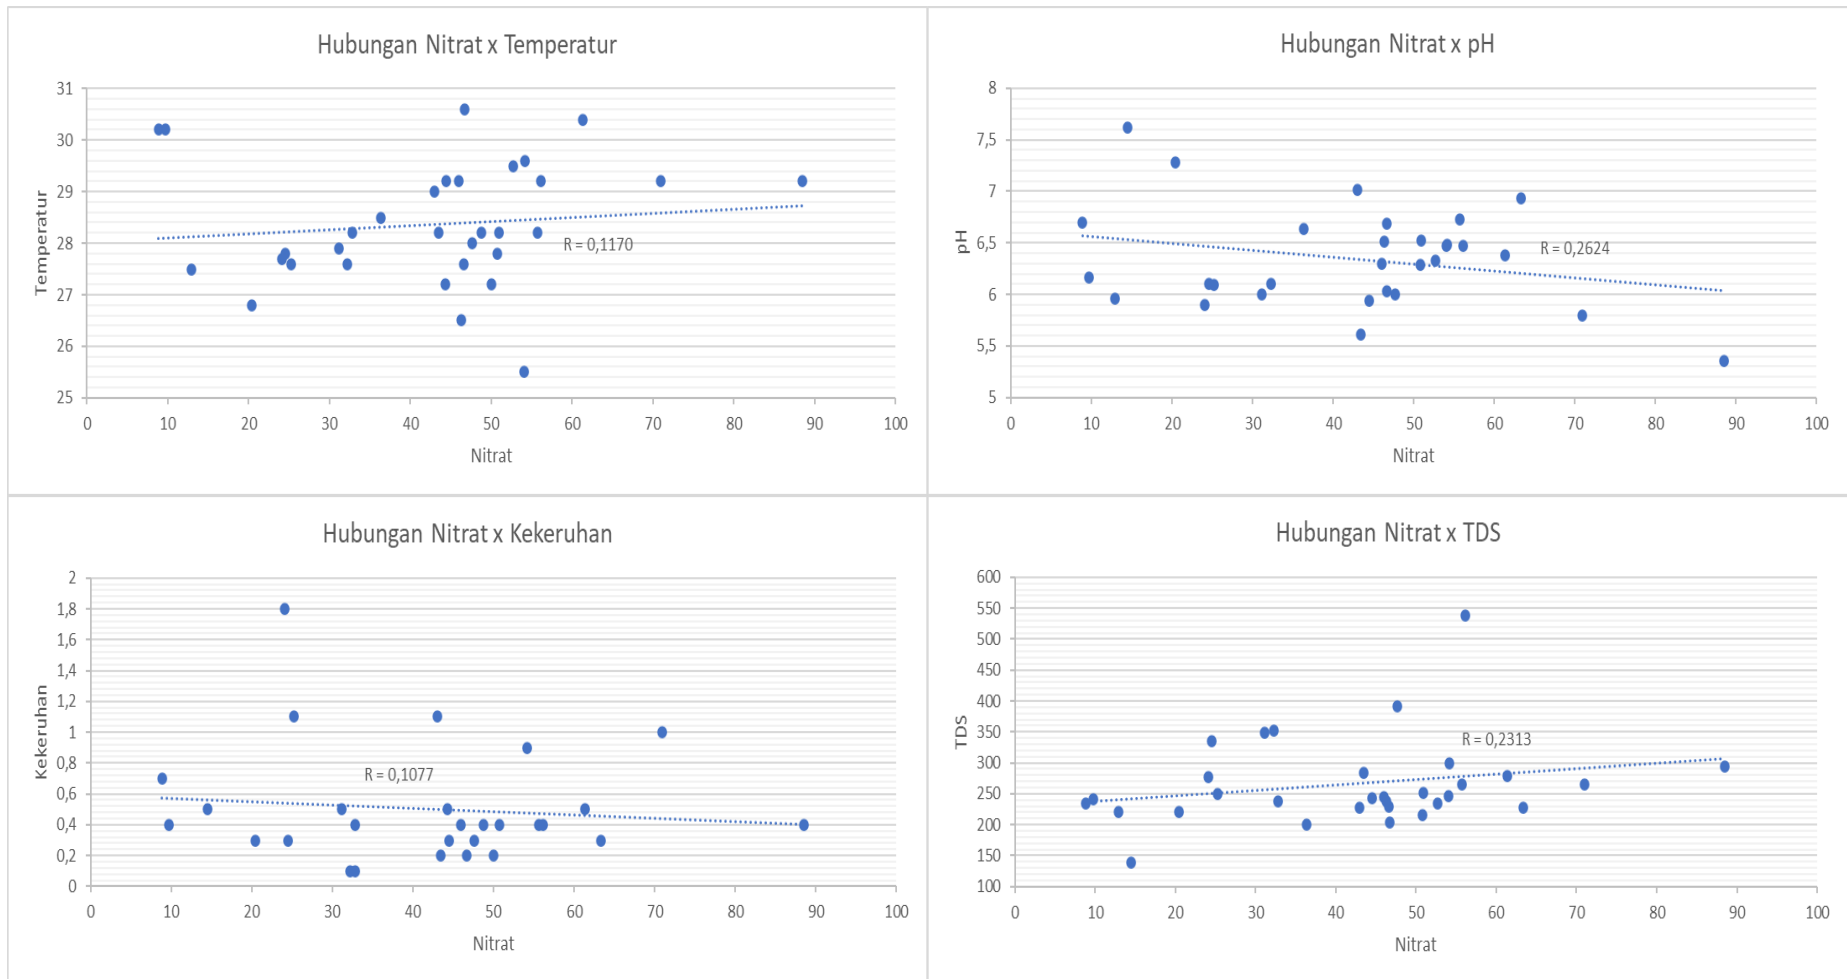 Hubungan Nitrat x Temperatur
31
30
29
28
27
26
25
Temperatur
R = 0,1170
0 10 20 30 40 50 60 70 80 90 100
Nitrat
Hubungan Nitrat x pH
8
7,5
7
6,5
6
5,5
5
pH
R = 0,2624
0 10 20 30 40 50 60 70 80 90 100
Nitrat
Hubungan Nitrat x Kekeruhan
2
1,8
1,6
1,4
1,2
1
0,8
0,6
0,4
0,2
0
Kekeruhan
R = 0,1077
0 10 20 30 40 50 60 70 80 90 100
Nitrat
Hubungan Nitrat x TDS
600
550
500
450
400
350
300
250
200
150
100
TDS
R = 0,2313
0 10 20 30 40 50 60 70 80 90 100
Nitrat